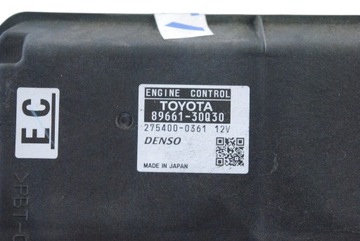 EC
ENGINE CONTROL
TOYOTA
89661-30Q30
275400-0361 12V
DENSO
MADE IN JAPAN